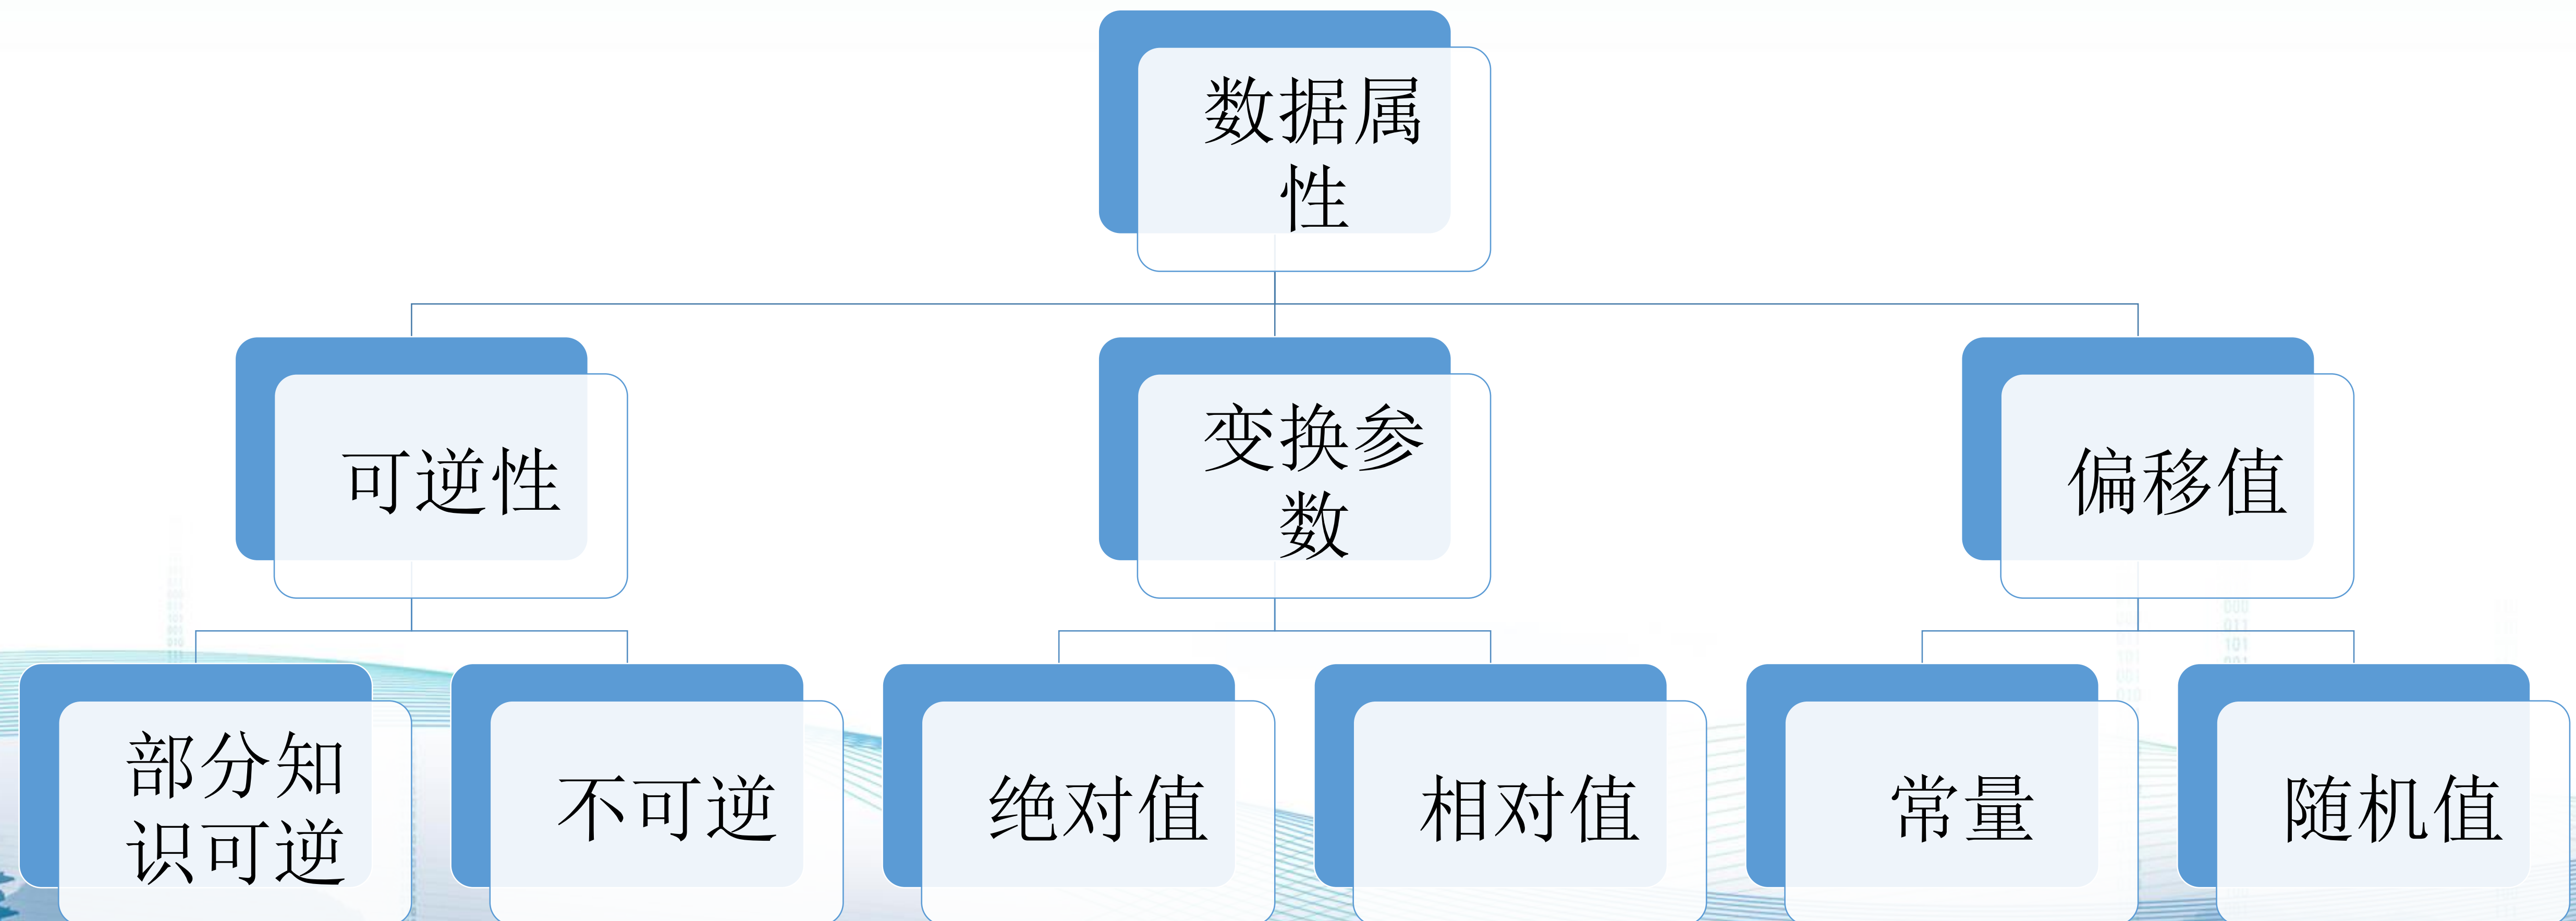 数据属
性
可逆性
变换参
数
偏移值
部分知
识可逆
不可逆
绝对值
相对值
常量
随机值